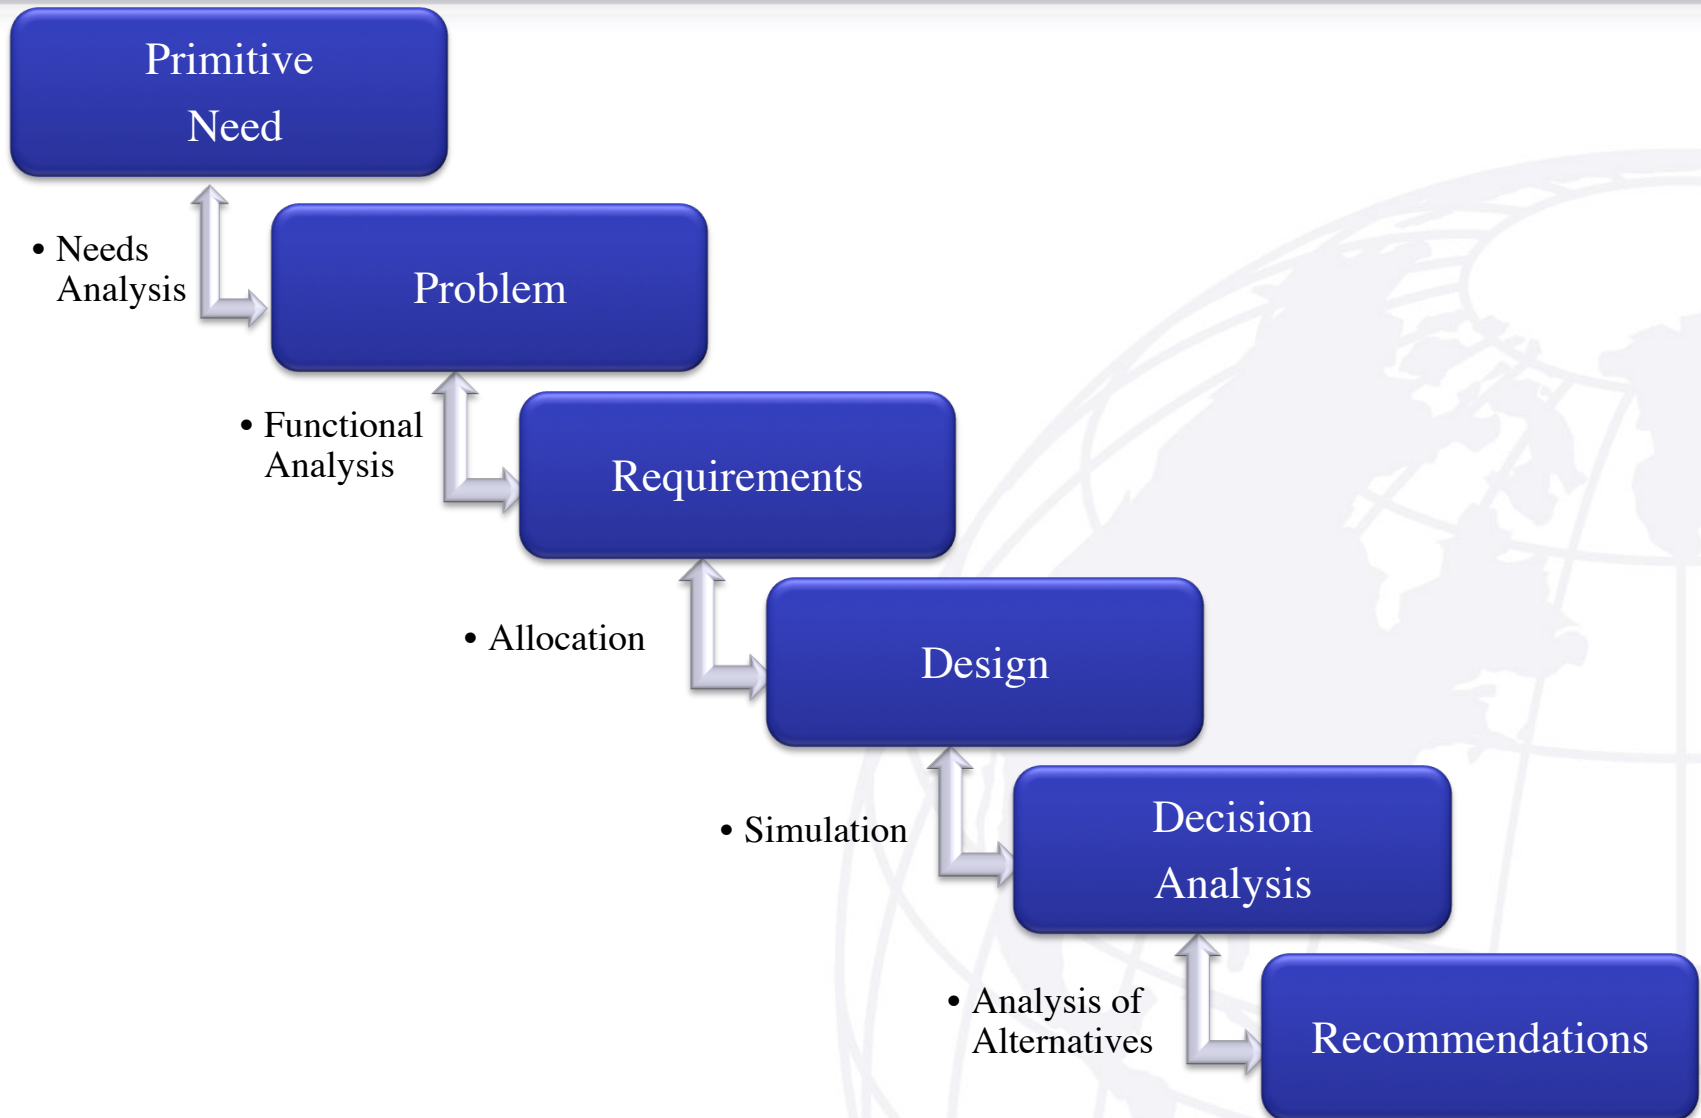 Primitive
Need
• Needs
Analysis
Problem
• Functional
Analysis
Requirements
• Allocation
Design
• Simulation
Decision
Analysis
• Analysis of
Alternatives
Recommendations